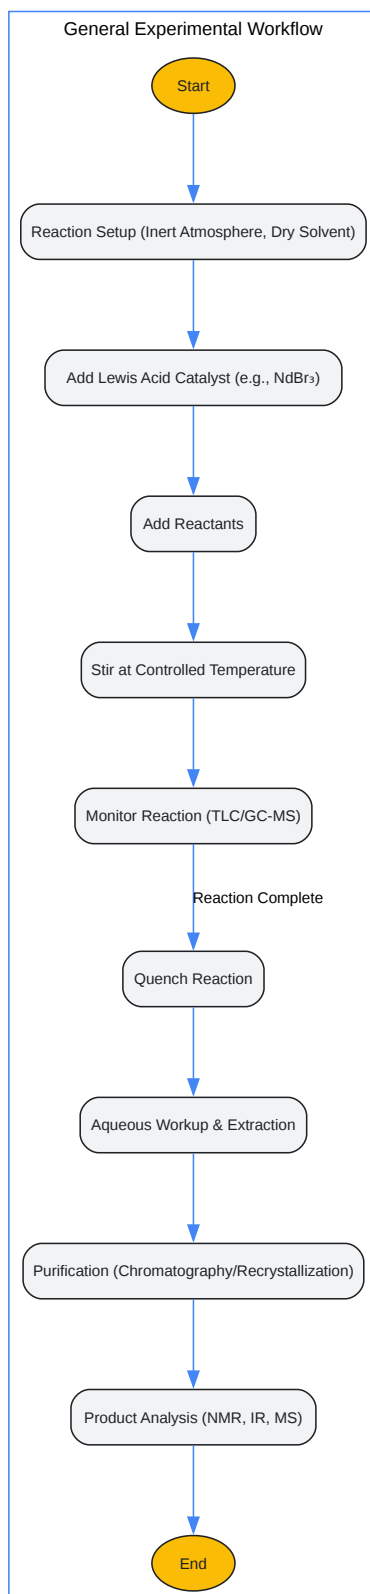 General Experimental Workflow
Start
Reaction Setup (Inert Atmosphere, Dry Solvent)
Add Lewis Acid Catalyst (e.g., NdBr₃)
Add Reactants
Stir at Controlled Temperature
Monitor Reaction (TLC/GC-MS)
Reaction Complete
Quench Reaction
Aqueous Workup & Extraction
Purification (Chromatography/Recrystallization)
Product Analysis (NMR, IR, MS)
End